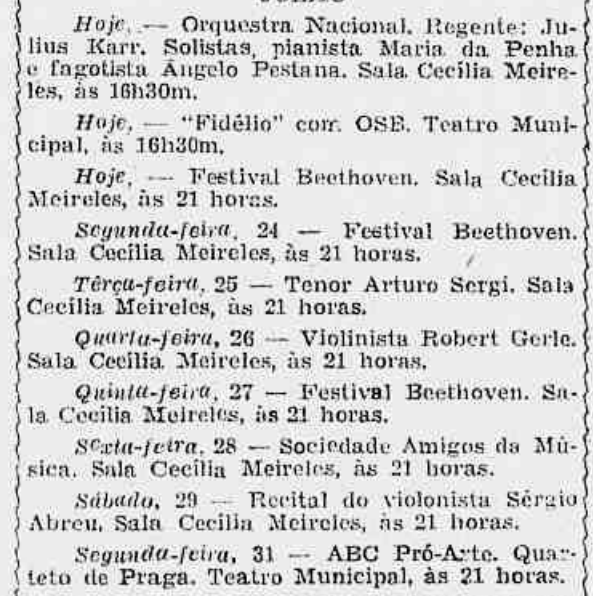 Hoje, — Orquestra Nacional. Regente: Ju-
lius Karr. Solistas, pianista Maria da Penha
e fagotista Ângelo Pestana. Sala Cecília Meire-
les, às 16h30m.
Hoje, — "Fidélio" com OSB. Teatro Muni-
cipal, às 16h30m.
Hoje, — Festival Beethoven. Sala Cecília
Meireles, às 21 horas.
Segunda-feira, 24 — Festival Beethoven.
Sala Cecília Meireles, às 21 horas.
Têrça-feira, 25 — Tenor Arturo Sergi. Sala
Cecília Meireles, às 21 horas.
Quarta-feira, 26 — Violinista Robert Gerle.
Sala Cecília Meireles, às 21 horas.
Quinta-feira, 27 — Festival Beethoven. Sa-
la Cecília Meireles, às 21 horas.
Sexta-feira, 28 — Sociedade Amigos da Mú-
sica. Sala Cecília Meireles, às 21 horas.
Sábado, 29 — Recital do violonista Sérgio
Abreu. Sala Cecília Meireles, às 21 horas.
Segunda-feira, 31 — ABC Pró-Arte. Quar-
teto de Praga. Teatro Municipal, às 21 horas.